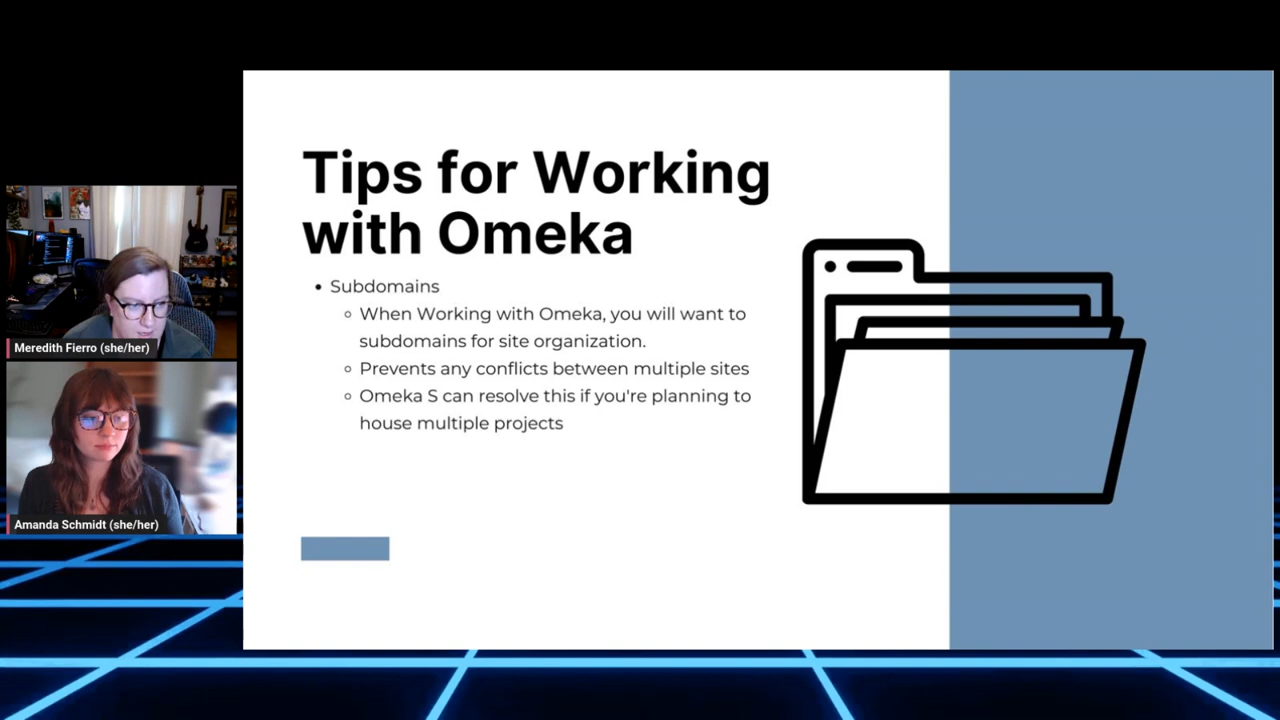 Tips for Working
with Omeka
• Subdomains
◦ When Working with Omeka, you will want to
subdomains for site organization.
◦ Prevents any conflicts between multiple sites
◦ Omeka S can resolve this if you're planning to
house multiple projects
Meredith Fierro (she/her)
Amanda Schmidt (she/her)